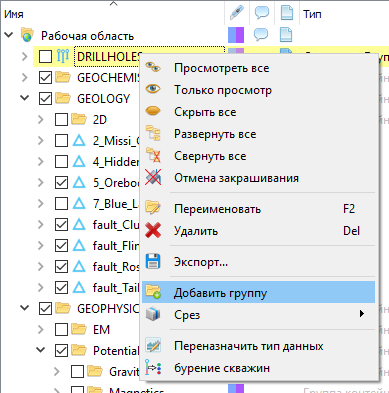 Имя Тип
Рабочая область
DRILLHOLES
GEOCHEMIS
GEOLOGY
2D
2_Missi_
4_Hidden
5_Orebo
7_Blue_L
fault_Clu
fault_Flin
fault_Ros
fault_Tail
GEOPHYSIC
EM
Potential
Gravit
Magnetics Группа контейн
Просмотреть все
Только просмотр
Скрыть все
Развернуть все
Свернуть все
Отмена закрашивания
Переименовать F2
Удалить Del
Экспорт...
Добавить группу
Срез
Переназначить тип данных
бурение скважин